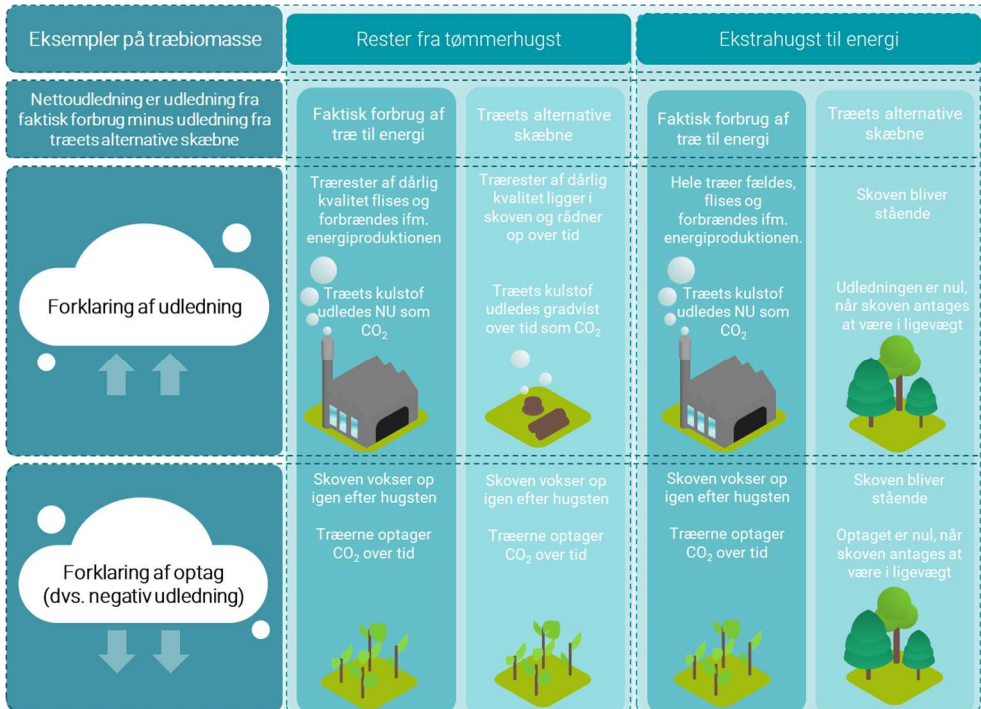 Eksempler på træbiomasse
Rester fra tømmerhugst
Ekstrahugst til energi
Nettoudledning er udledning fra
faktisk forbrug minus udledning fra
træets alternative skæbne
Faktisk forbrug af
træ til energi
Træets alternative
skæbne
Faktisk forbrug af
træ til energi
Træets alternative
skæbne
Forklaring af udledning
Trærester af dårlig
kvalitet flises og
forbrændes ifm.
energiproduktionen
Træets kulstof
udledes NU som
CO₂
Trærester af dårlig
kvalitet ligger i
skoven og rådner
op over tid
Træets kulstof
udledes gradvist
over tid som CO₂
Hele træer fældes,
flises og
forbrændes ifm.
energiproduktionen.
Træets kulstof
udledes NU som
CO₂
Skoven bliver
stående
Udledningen er nul,
når skoven antages
at være i ligevægt
Forklaring af optag
(dvs. negativ udledning)
Skoven vokser op
igen efter hugsten
Træerne optager
CO₂ over tid
Skoven vokser op
igen efter hugsten
Træerne optager
CO₂ over tid
Skoven vokser op
igen efter hugsten
Træerne optager
CO₂ over tid
Skoven bliver
stående
Optaget er nul, når
skoven antages at
være i ligevægt